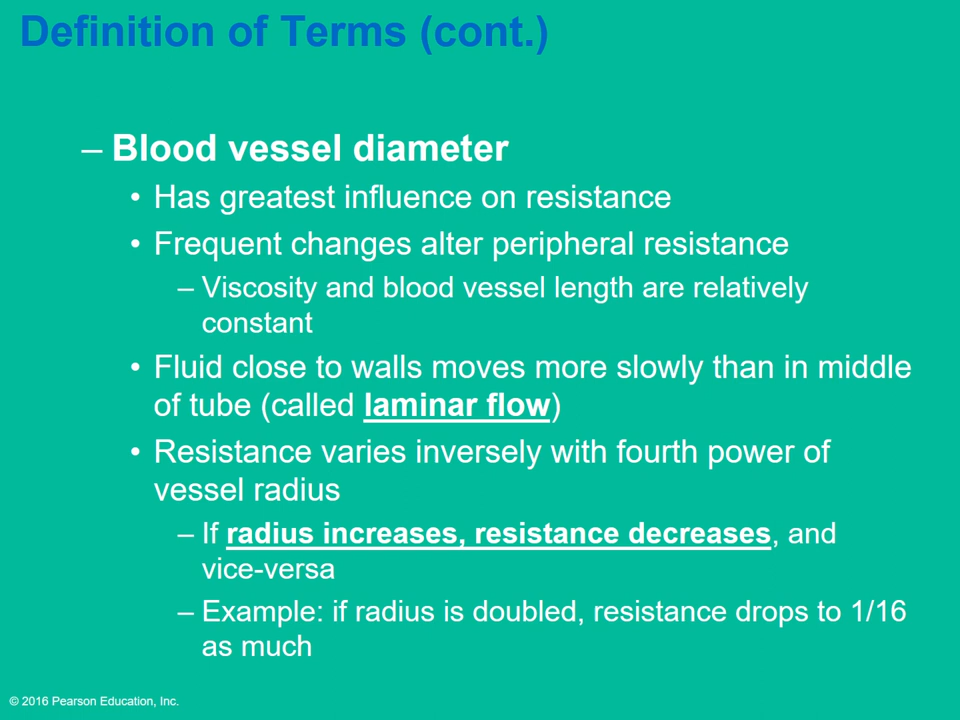 Definition of Terms (cont.)
– Blood vessel diameter
• Has greatest influence on resistance
• Frequent changes alter peripheral resistance
– Viscosity and blood vessel length are relatively
constant
• Fluid close to walls moves more slowly than in middle
of tube (called laminar flow)
• Resistance varies inversely with fourth power of
vessel radius
– If radius increases, resistance decreases, and
vice-versa
– Example: if radius is doubled, resistance drops to 1/16
as much
© 2016 Pearson Education, Inc.